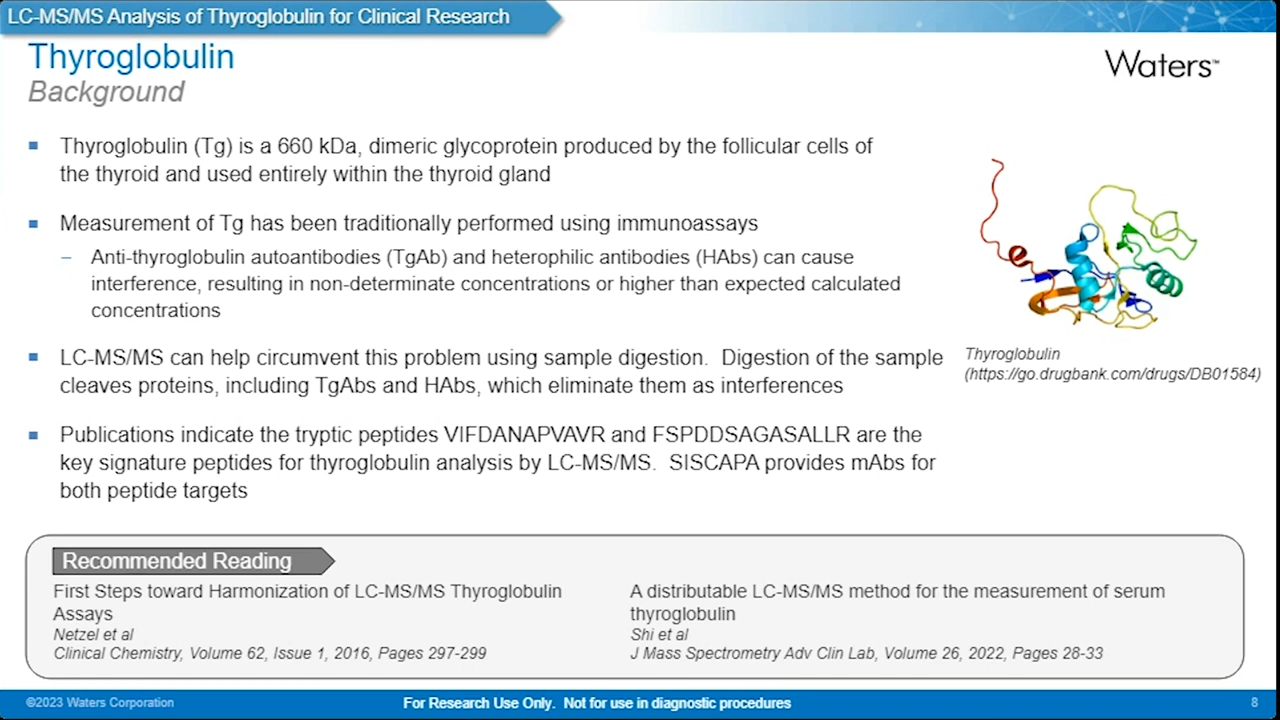 LC-MS/MS Analysis of Thyroglobulin for Clinical Research
Thyroglobulin
Background
Waters™
▪ Thyroglobulin (Tg) is a 660 kDa, dimeric glycoprotein produced by the follicular cells of
the thyroid and used entirely within the thyroid gland
▪ Measurement of Tg has been traditionally performed using immunoassays
– Anti-thyroglobulin autoantibodies (TgAb) and heterophilic antibodies (HAbs) can cause
interference, resulting in non-determinate concentrations or higher than expected calculated
concentrations
▪ LC-MS/MS can help circumvent this problem using sample digestion. Digestion of the sample
cleaves proteins, including TgAbs and HAbs, which eliminate them as interferences
▪ Publications indicate the tryptic peptides VIFDANAPVAVR and FSPDDSAGASALLR are the
key signature peptides for thyroglobulin analysis by LC-MS/MS. SISCAPA provides mAbs for
both peptide targets
Thyroglobulin
(https://go.drugbank.com/drugs/DB01584)
Recommended Reading
First Steps toward Harmonization of LC-MS/MS Thyroglobulin
Assays
Netzel et al
Clinical Chemistry, Volume 62, Issue 1, 2016, Pages 297-299
A distributable LC-MS/MS method for the measurement of serum
thyroglobulin
Shi et al
J Mass Spectrometry Adv Clin Lab, Volume 26, 2022, Pages 28-33
©2023 Waters Corporation
For Research Use Only. Not for use in diagnostic procedures
8